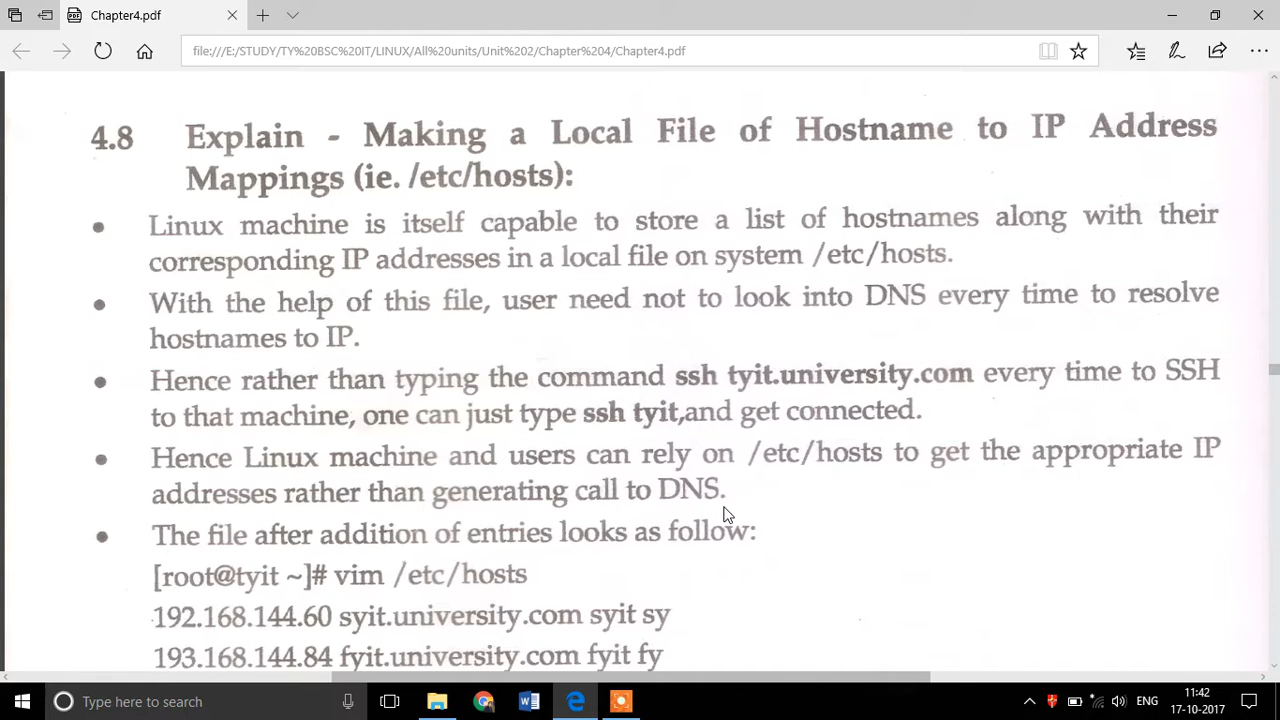 Chapter4.pdf
file:///E:/STUDY/TY%20BSC%20IT/LINUX/All%20units/Unit%202/Chapter%204/Chapter4.pdf
4.8 Explain - Making a Local File of Hostname to IP Address
Mappings (ie. /etc/hosts):
• Linux machine is itself capable to store a list of hostnames along with their
corresponding IP addresses in a local file on system /etc/hosts.
• With the help of this file, user need not to look into DNS every time to resolve
hostnames to IP.
• Hence rather than typing the command ssh tyit.university.com every time to SSH
to that machine, one can just type ssh tyit,and get connected.
• Hence Linux machine and users can rely on /etc/hosts to get the appropriate IP
addresses rather than generating call to DNS.
• The file after addition of entries looks as follow:
[root@tyit ~]# vim /etc/hosts
192.168.144.60 syit.university.com syit sy
193.168.144.84 fyit.university.com fyit fy
Type here to search
ENG
11:42
17-10-2017